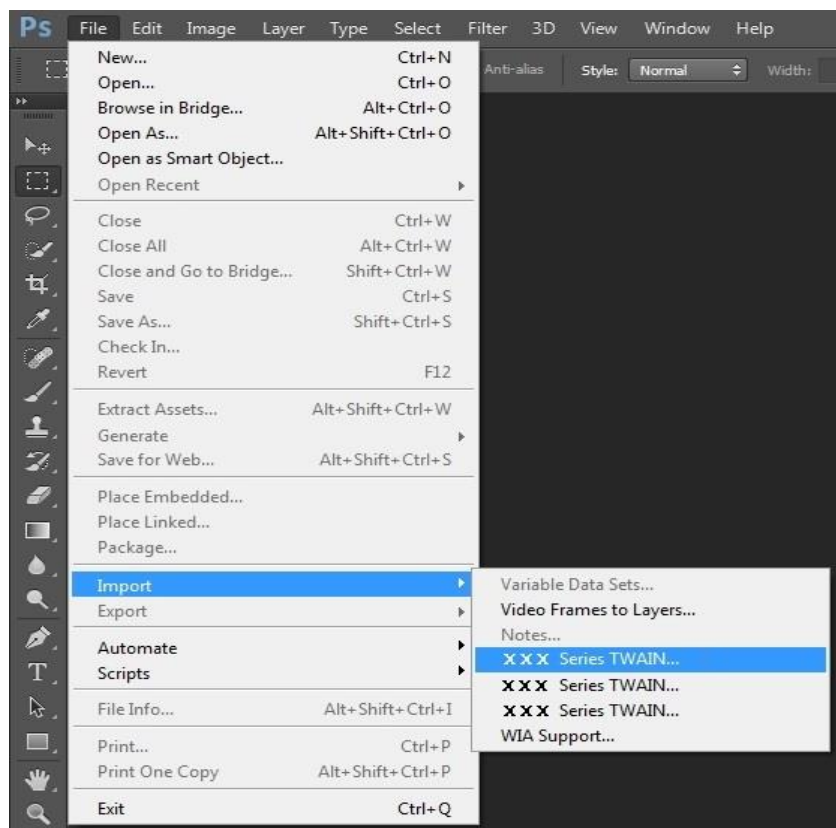 Ps File Edit Image Layer Type Select Filter 3D View Window Help
Anti-alias Style: Normal Width:
New... Ctrl+N
Open... Ctrl+O
Browse in Bridge... Alt+Ctrl+O
Open As... Alt+Shift+Ctrl+O
Open as Smart Object...
Open Recent
Close Ctrl+W
Close All Alt+Ctrl+W
Close and Go to Bridge... Shift+Ctrl+W
Save Ctrl+S
Save As... Shift+Ctrl+S
Check In...
Revert F12
Extract Assets... Alt+Shift+Ctrl+W
Generate
Save for Web... Alt+Shift+Ctrl+S
Place Embedded...
Place Linked...
Package...
Import
Export
Automate
Scripts
File Info... Alt+Shift+Ctrl+I
Print... Ctrl+P
Print One Copy Alt+Shift+Ctrl+P
Exit Ctrl+Q
Variable Data Sets...
Video Frames to Layers...
Notes...
XXX Series TWAIN...
XXX Series TWAIN...
XXX Series TWAIN...
WIA Support...